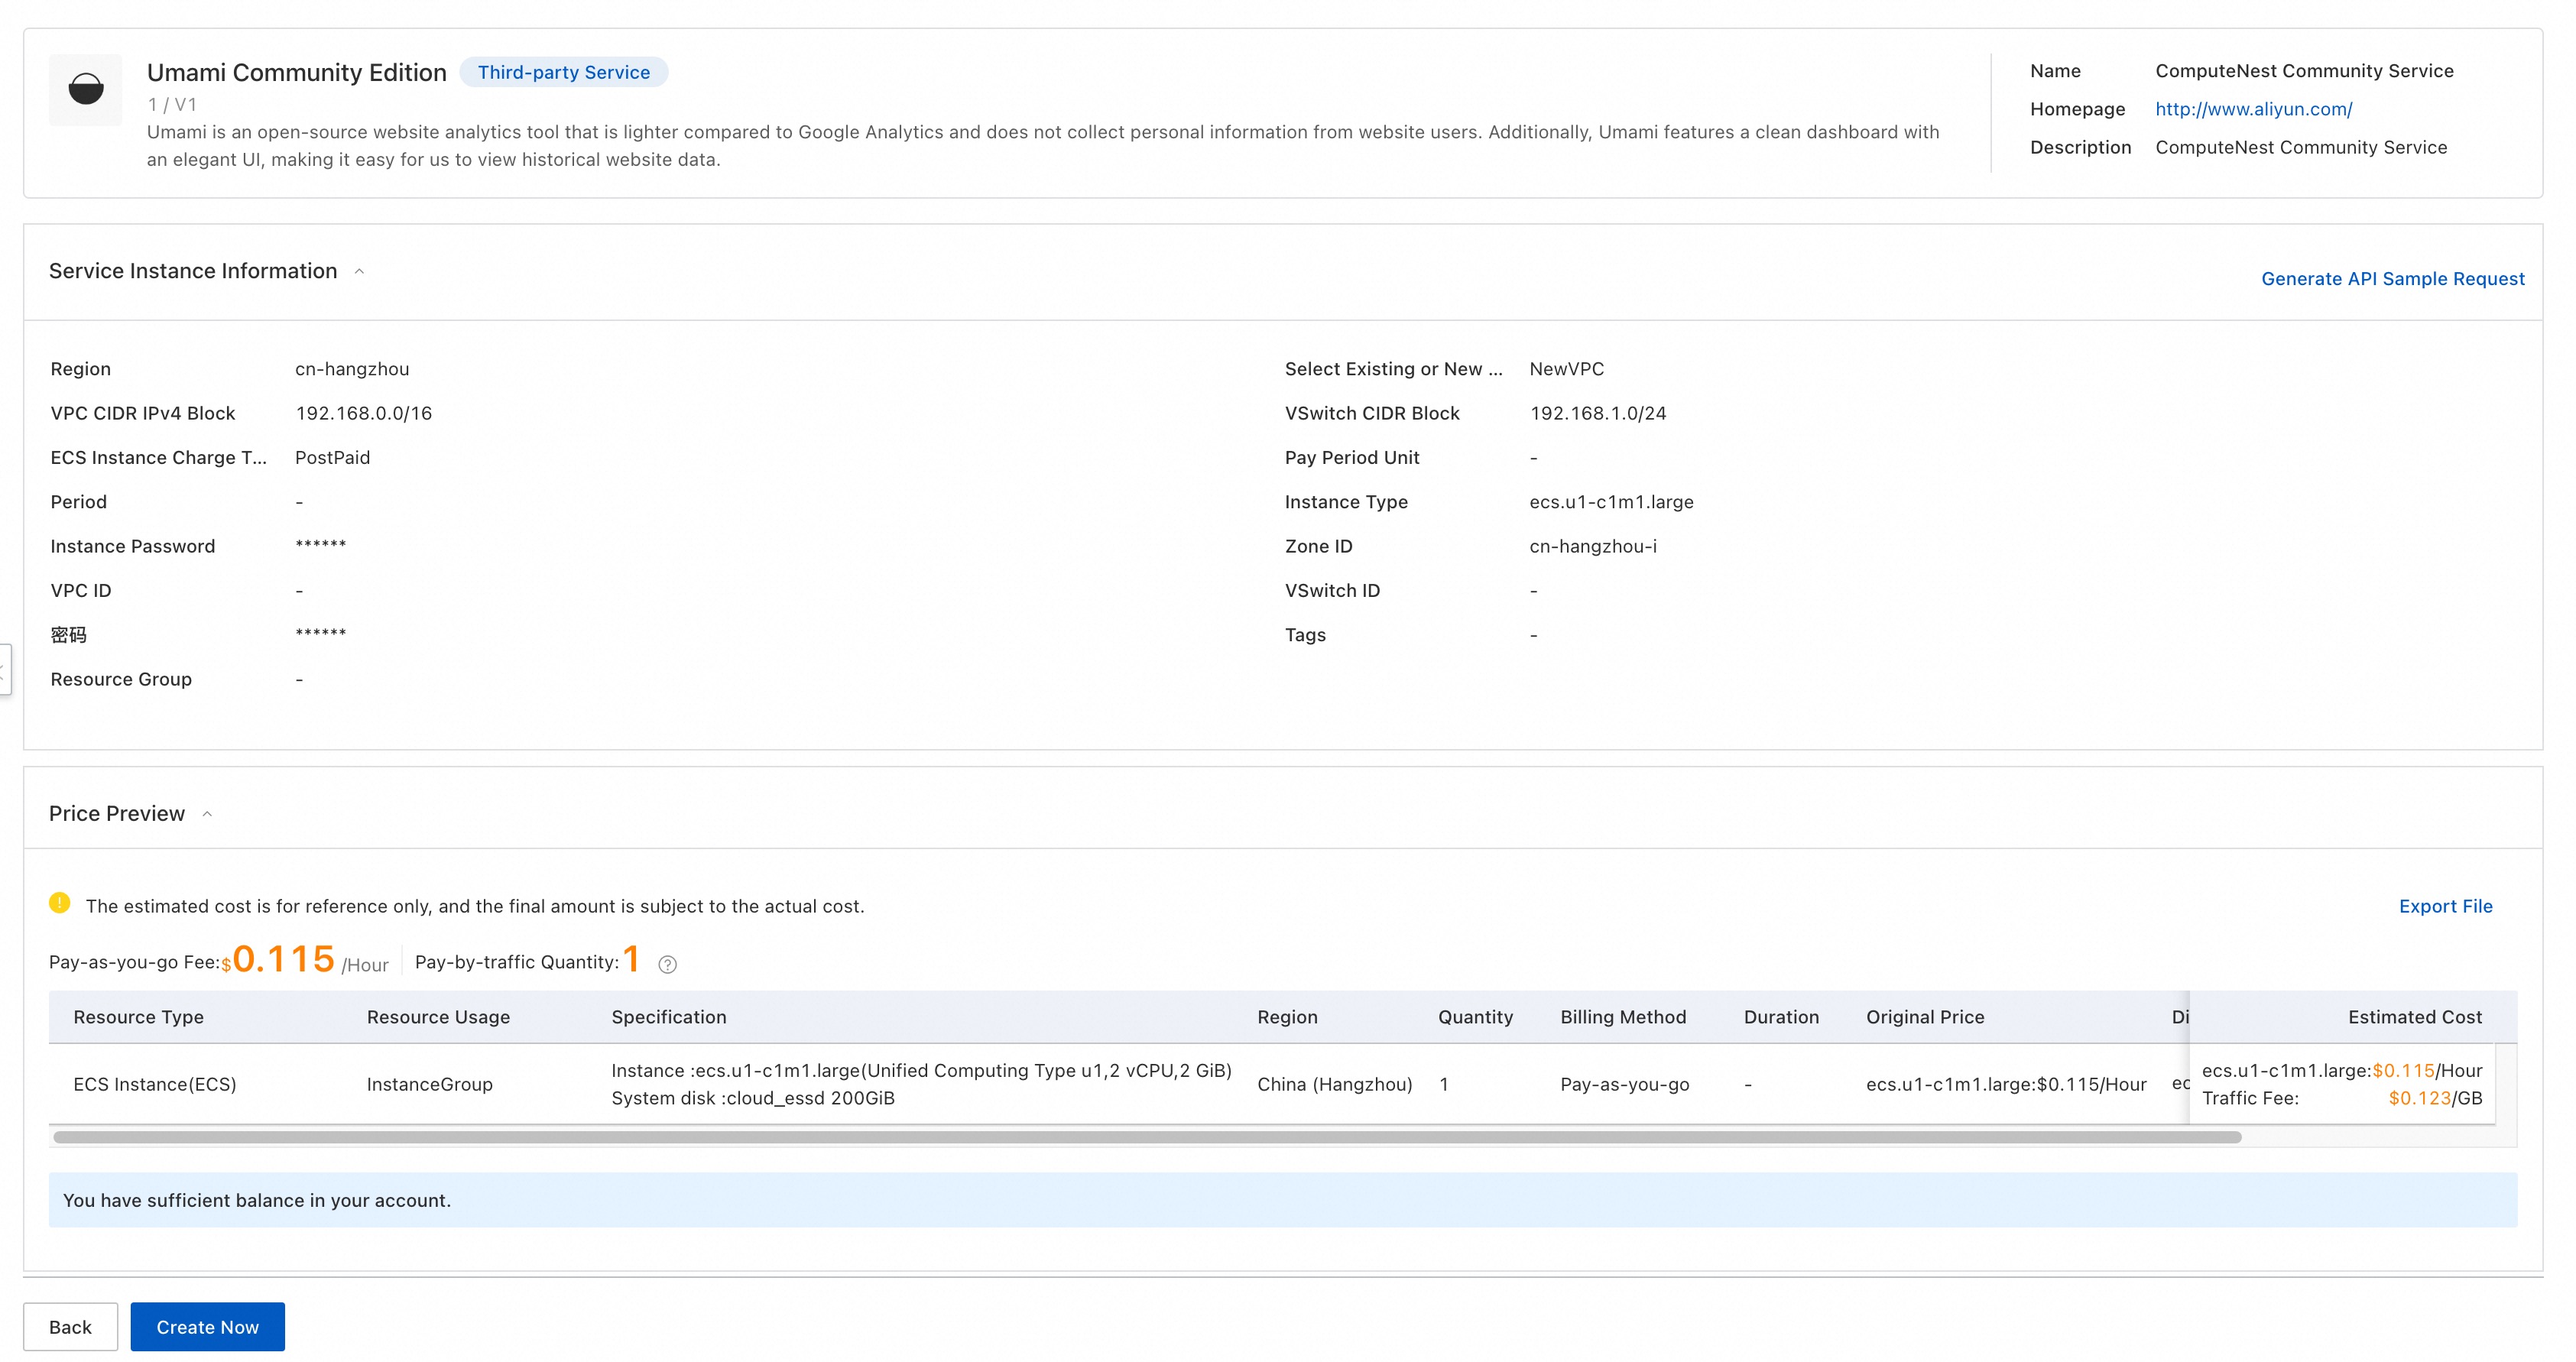 Umami Community Edition Third-party Service
1 / V1
Umami is an open-source website analytics tool that is lighter compared to Google Analytics and does not collect personal information from website users. Additionally, Umami features a clean dashboard with
an elegant UI, making it easy for us to view historical website data.
Name ComputeNest Community Service
Homepage http://www.aliyun.com/
Description ComputeNest Community Service
Service Instance Information
Generate API Sample Request
Region cn-hangzhou
Select Existing or New ... NewVPC
VPC CIDR IPv4 Block 192.168.0.0/16
VSwitch CIDR Block 192.168.1.0/24
ECS Instance Charge T... PostPaid
Pay Period Unit -
Period -
Instance Type ecs.u1-c1m1.large
Instance Password ******
Zone ID cn-hangzhou-i
VPC ID -
VSwitch ID -
密码 ******
Tags -
Resource Group -
Price Preview
The estimated cost is for reference only, and the final amount is subject to the actual cost.
Export File
Pay-as-you-go Fee:$0.115 /Hour Pay-by-traffic Quantity: 1
Resource Type Resource Usage Specification Region Quantity Billing Method Duration Original Price Di Estimated Cost
ECS Instance(ECS) InstanceGroup
Instance :ecs.u1-c1m1.large(Unified Computing Type u1,2 vCPU,2 GiB)
System disk :cloud_essd 200GiB
China (Hangzhou) 1 Pay-as-you-go - ecs.u1-c1m1.large:$0.115/Hour ec
ecs.u1-c1m1.large:$0.115/Hour
Traffic Fee: $0.123/GB
You have sufficient balance in your account.
Back Create Now